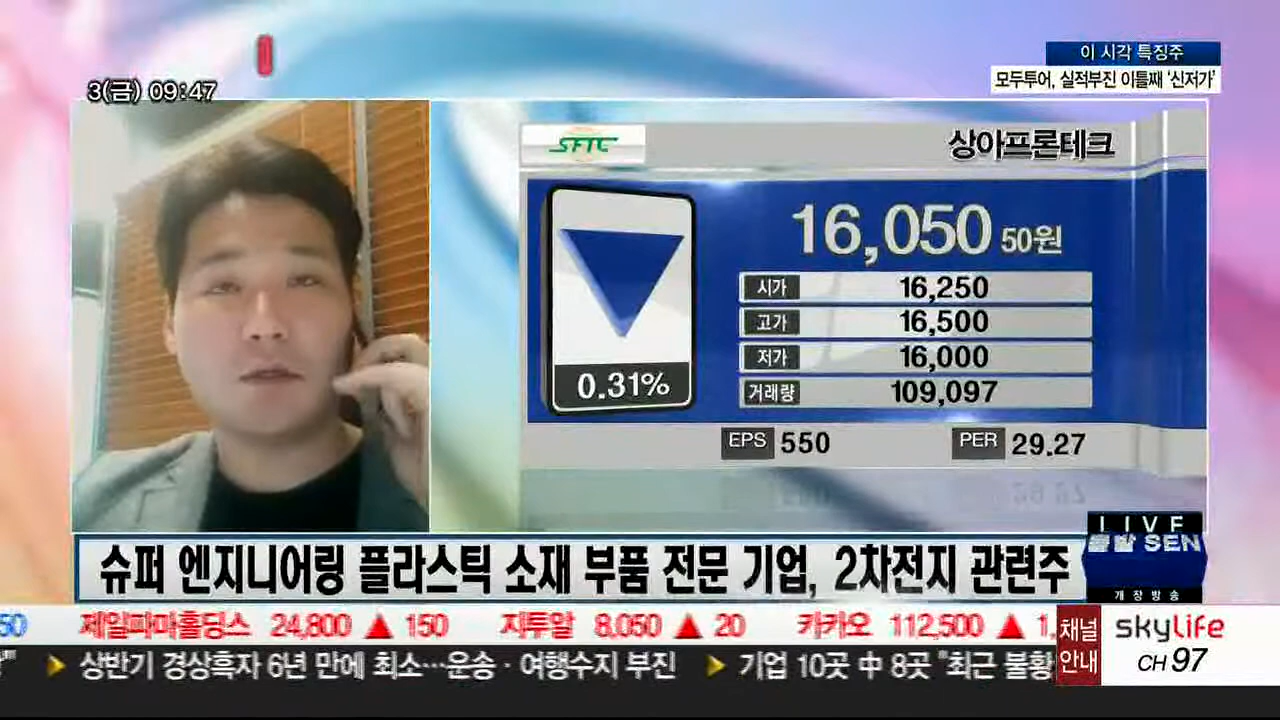 3(금) 09:47
이 시각 특징주
모두투어, 실적부진 이틀째 '신저가'
SFTC
상아프론테크
16,050 50원
0.31%
시가 16,250
고가 16,500
저가 16,000
거래량 109,097
EPS 550 PER 29.27
슈퍼 엔지니어링 플라스틱 소재 부품 전문 기업, 2차전지 관련주
LIVE
SEN
개장방송
50 제일파마홀딩스 24,800 ▲ 150 지투알 8,050 ▲ 20 카카오 112,500 ▲ 1,
상반기 경상흑자 6년 만에 최소…운송·여행수지 부진 기업 10곳 中 8곳 "최근 불황
채널
안내
skylife
CH 97